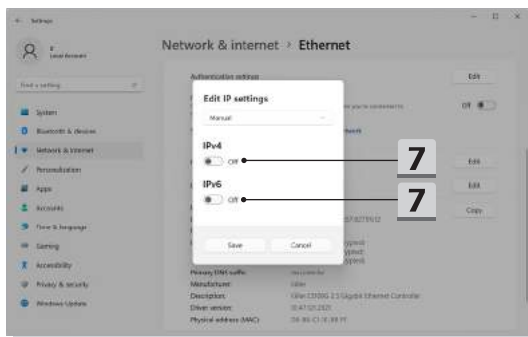 Settings
Local Account
Find a setting
System
Bluetooth & devices
Network & internet
Personalization
Apps
Accounts
Time & language
Gaming
Accessibility
Privacy & security
Windows Update
Network & internet > Ethernet
Authentication settings
Edit
Off
Edit IP settings
Manual
IPv4
Off
7
Edit
IPv6
Off
7
Edit
Copy
Save
Cancel
Primary DNS suffix:
Manufacturer:
Description:
Driver version:
Physical address (MAC):